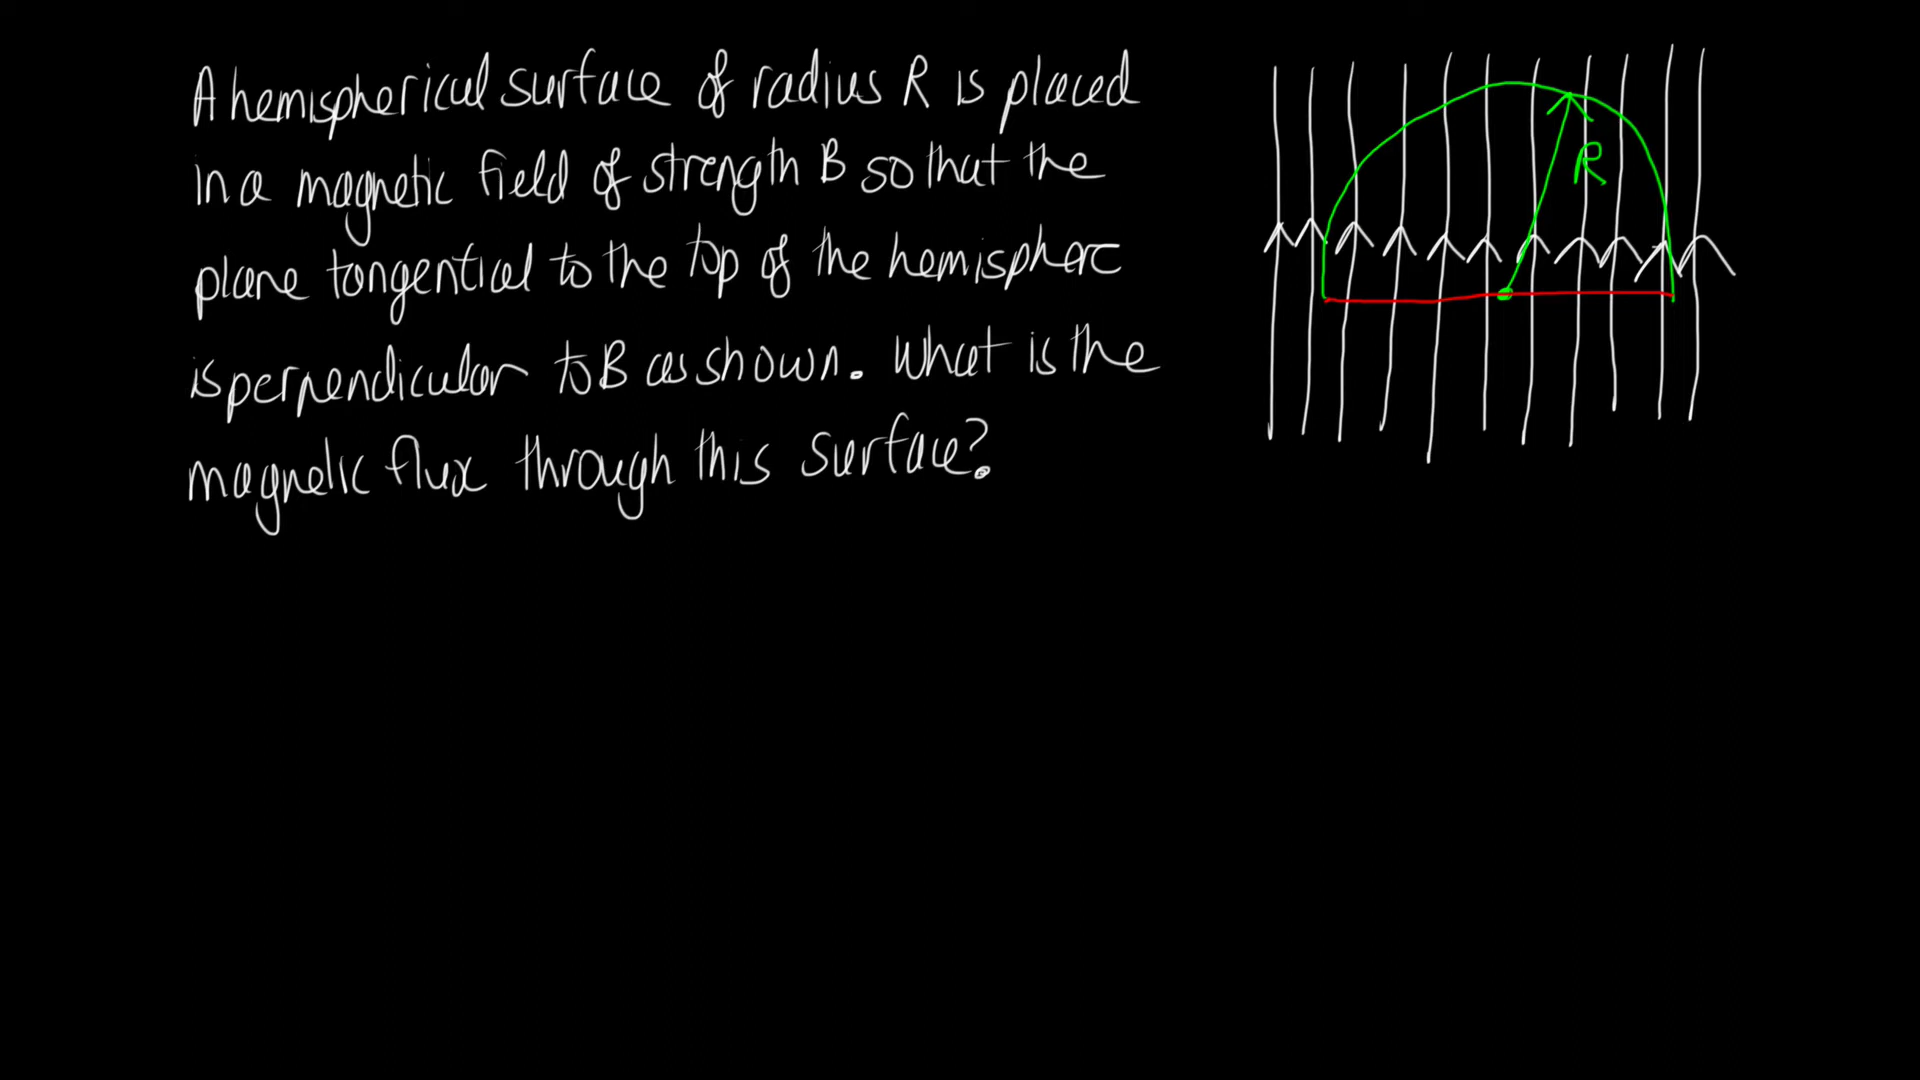 A hemispherical surface of radius R is placed
in a magnetic field of strength B so that the
plane tangential to the top of the hemisphere
is perpendicular to B as shown. What is the
magnetic flux through this surface?
R